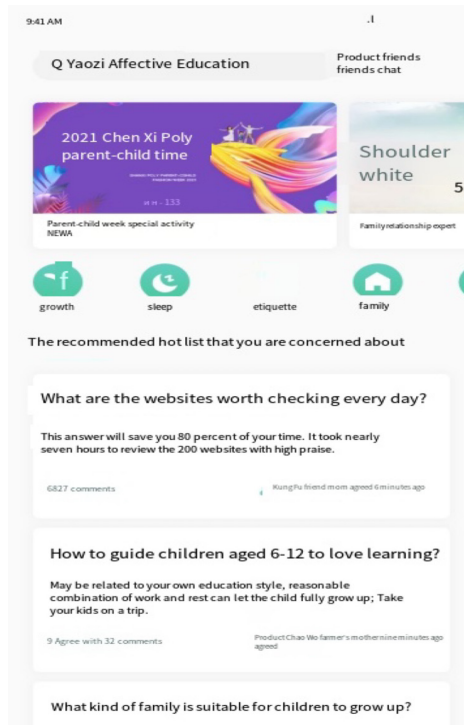 9:41 AM
.ı
Q Yaozi Affective Education
Product friends
friends chat
2021 Chen Xi Poly
parent-child time
- 133
Shoulder
white
5
Parent-child week special activity
NEWA
Family relationship expert
growth
sleep
etiquette
family
The recommended hot list that you are concerned about
What are the websites worth checking every day?
This answer will save you 80 percent of your time. It took nearly
seven hours to review the 200 websites with high praise.
6827 comments
Kung Fu friend mom agreed 6 minutes ago
How to guide children aged 6-12 to love learning?
May be related to your own education style, reasonable
combination of work and rest can let the child fully grow up; Take
your kids on a trip.
9 Agree with 32 comments
Product Chao Wo farmer's mother nine minutes ago
agreed
What kind of family is suitable for children to grow up?